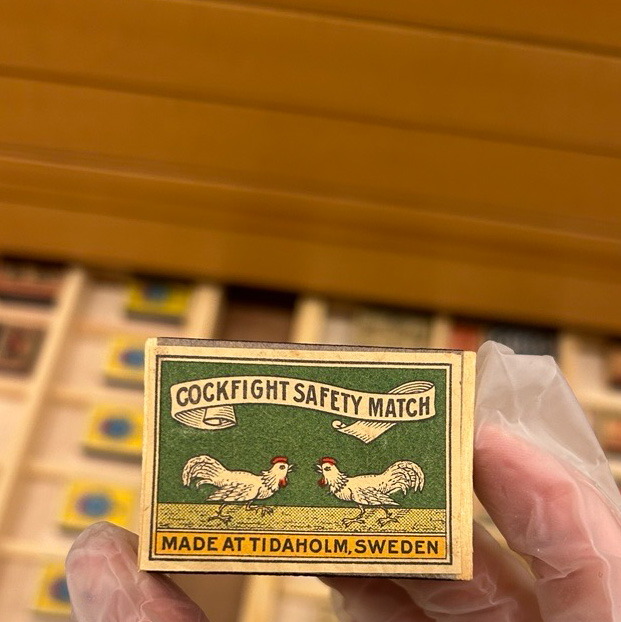 COCKFIGHT SAFETY MATCH
MADE AT TIDAHOLM, SWEDEN